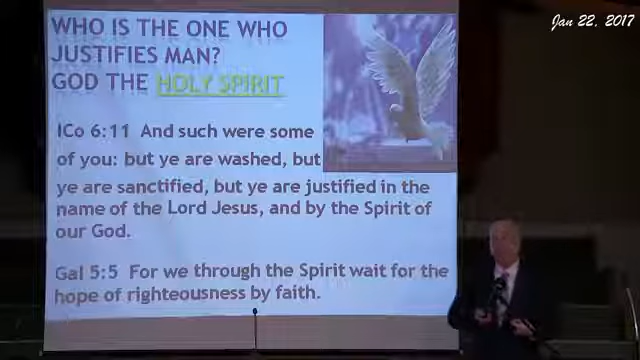 Jan 22, 2017
WHO IS THE ONE WHO
JUSTIFIES MAN?
GOD THE HOLY SPIRIT
ICo 6:11 And such were some
of you: but ye are washed, but
ye are sanctified, but ye are justified in the
name of the Lord Jesus, and by the Spirit of
our God.
Gal 5:5 For we through the Spirit wait for the
hope of righteousness by faith.